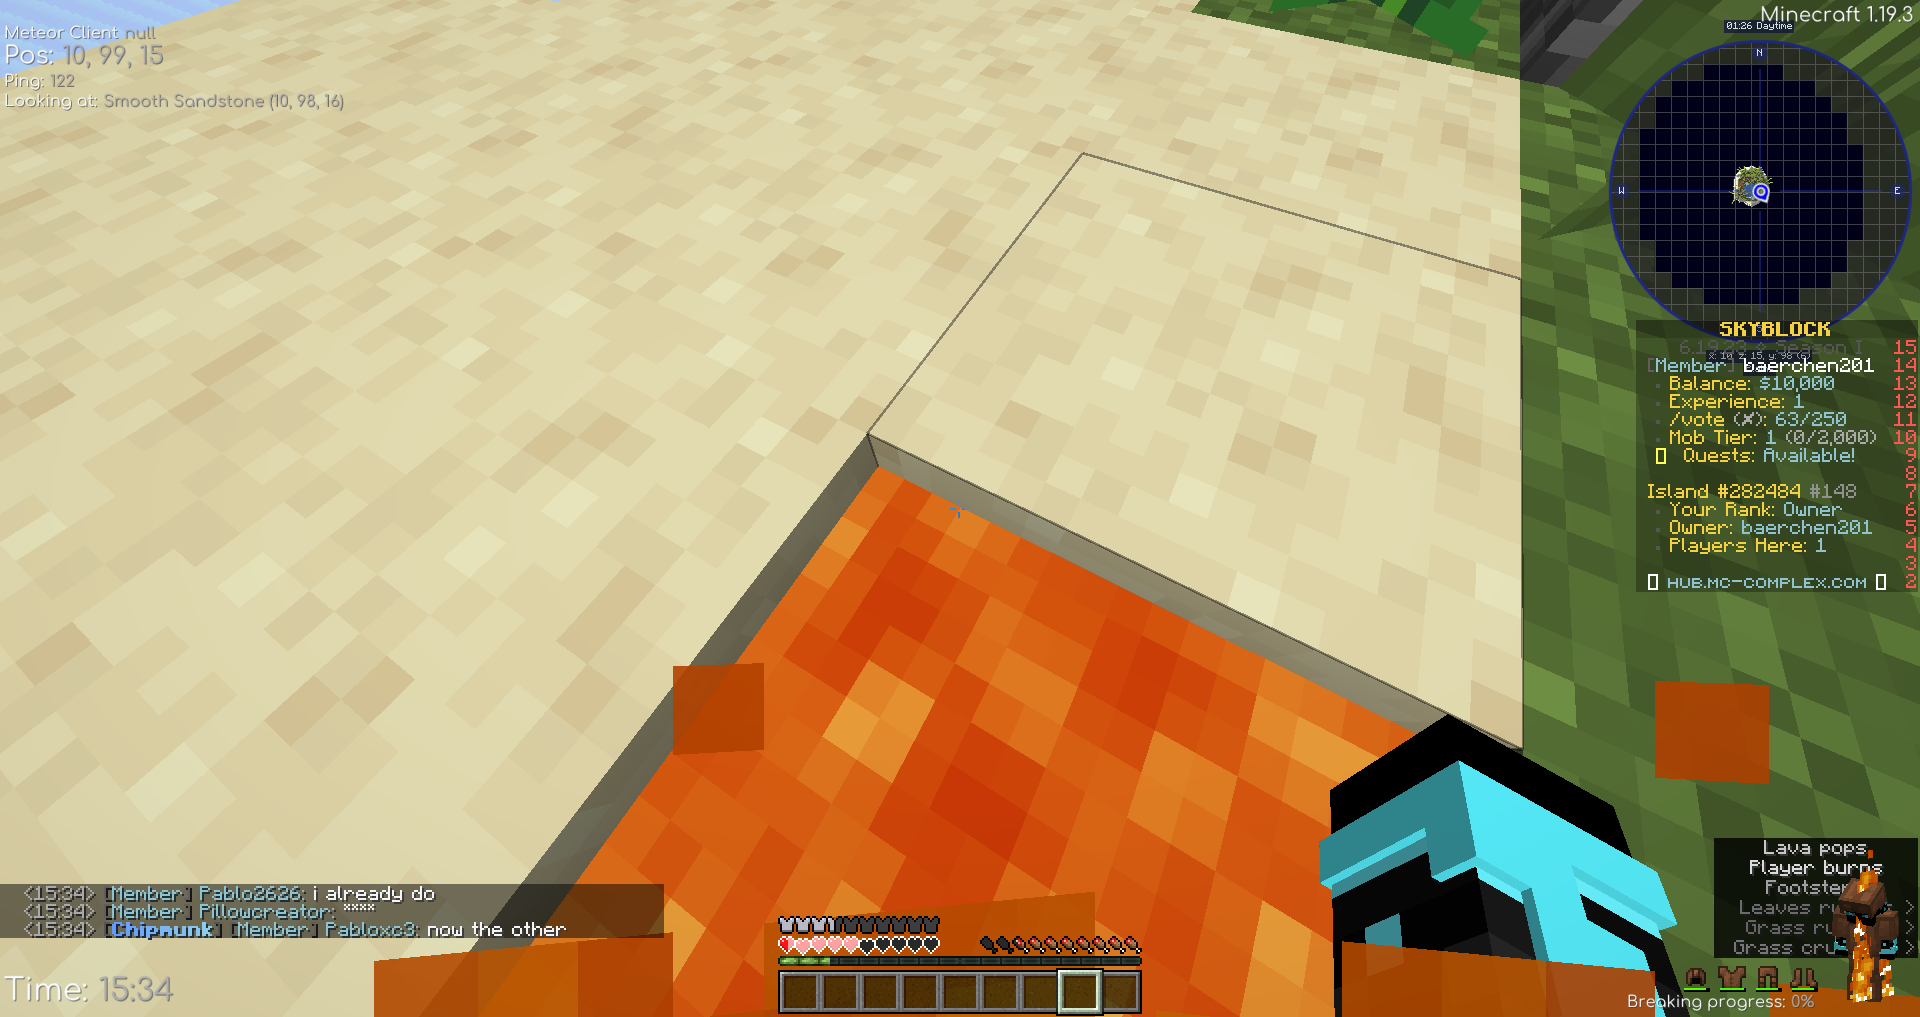 Meteor Client null
Pos: 10, 99, 15
Ping: 122
Looking at: Smooth Sandstone (10, 98, 16)
Minecraft 1.19.3
01:26 Daytime
N
W
E
SKYBLOCK
Season I 15
[Member] baerchen201 14
Balance: $10,000 13
Experience: 1 12
/vote (✗): 63/250 11
Mob Tier: 1 (0/2,000) 10
Quests: Available! 9
8
Island #282484 #148 7
Your Rank: Owner 6
Owner: baerchen201 5
Players Here: 1 4
3
HUB.MC-COMPLEX.COM 2
<15:34> [Member] Pablo2626: i already do
<15:34> [Member] Pillowcreator: ****
<15:34> [Chipmunk] [Member] Pabloxc3: now the other
Time: 15:34
Lava pops
Player burns
Leaves >
Grass >
Grass >
Breaking progress: 0%